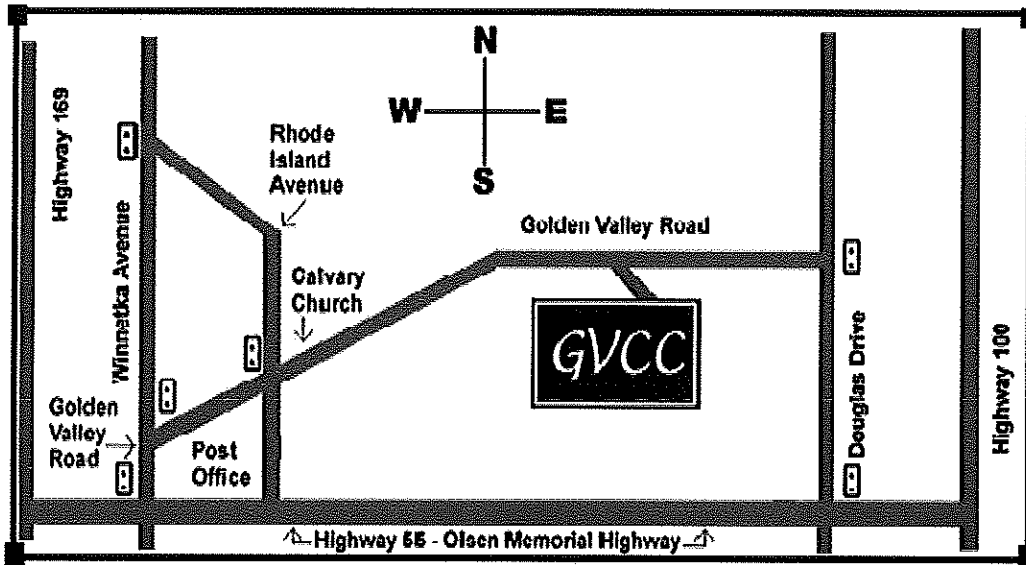 N
W E
S
Highway 169
Winnetka Avenue
Rhode
Island
Avenue
Golden Valley Road
Calvary
Church
GVCC
Golden
Valley
Road
Post
Office
Douglas Drive
Highway 100
Highway 55 - Olsen Memorial Highway